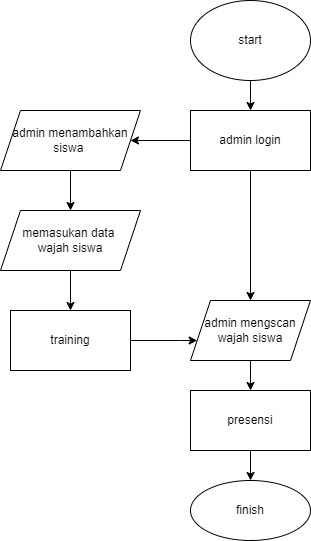 start
admin login
admin menambahkan
siswa
memasukan data
wajah siswa
training
admin mengscan
wajah siswa
presensi
finish